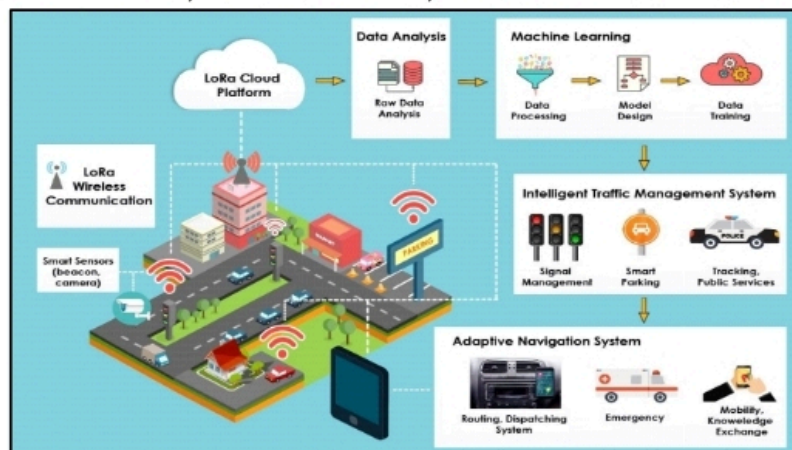 LoRa Cloud
Platform
Data Analysis
Raw Data
Analysis
Machine Learning
Data
Processing
Model
Design
Data
Training
LoRa
Wireless
Communication
Smart Sensors
(beacon,
camera)
PARKING
Intelligent Traffic Management System
Signal
Management
Smart
Parking
POLICE
Tracking,
Public Services
Adaptive Navigation System
Routing, Dispatching
System
Emergency
Mobility,
Knoweledge
Exchange